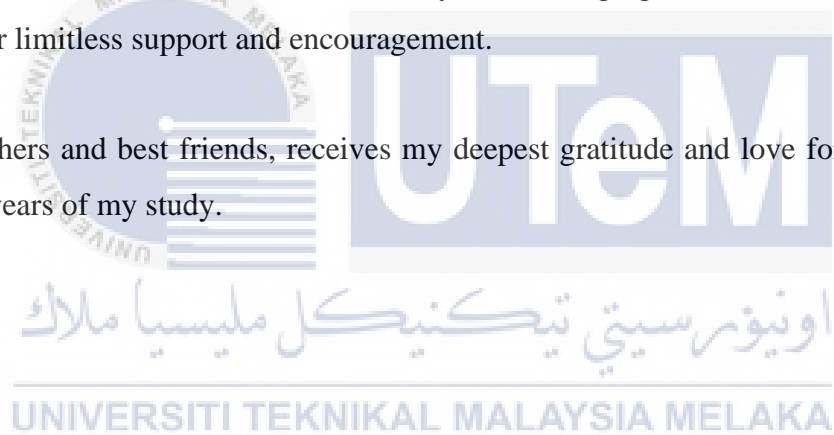 r limitless support and encouragement.
hers and best friends, receives my deepest gratitude and love fo
years of my study.
UTeM
اونيۏرسيتي تيکنيکل مليسيا ملاك
UNIVERSITI TEKNIKAL MALAYSIA MELAKA